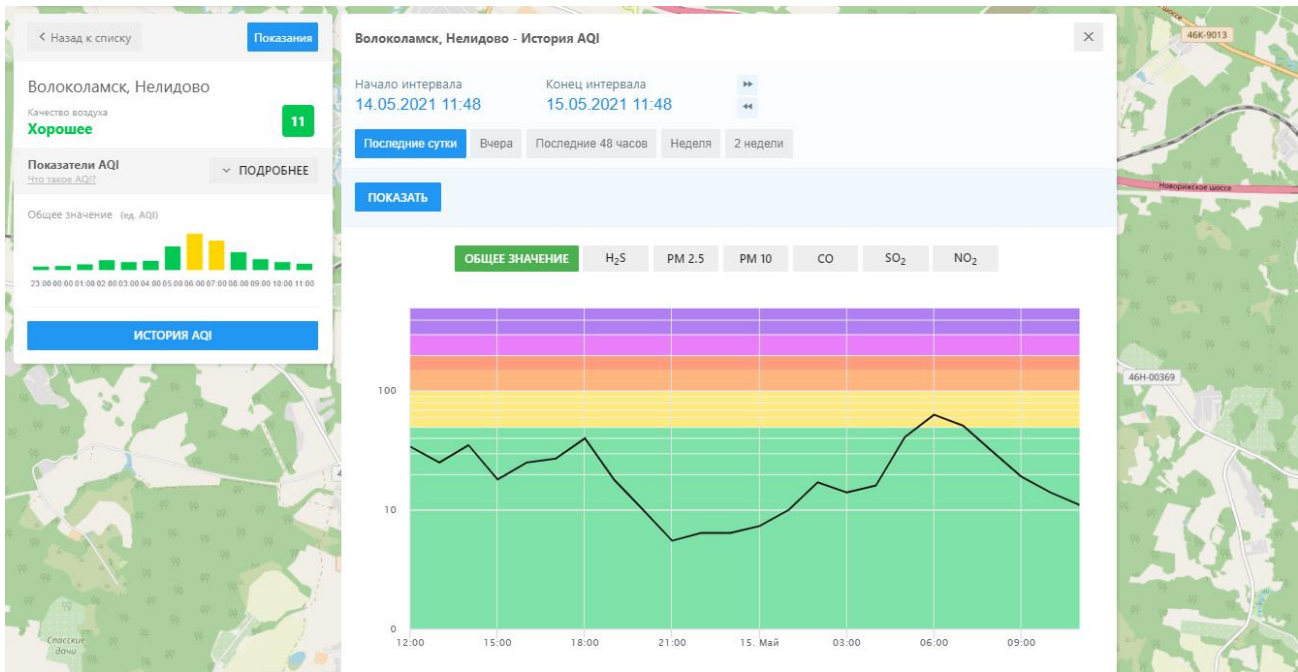 Назад к списку
Показания
Волоколамск, Нелидово
Качество воздуха
Хорошее
11
Показатели AQI
Что такое AQI?
ПОДРОБНЕЕ
Общее значение (ед. AQI)
23:00 00:00 01:00 02:00 03:00 04:00 05:00 06:00 07:00 08:00 09:00 10:00 11:00
ИСТОРИЯ AQI
Волоколамск, Нелидово - История AQI
Начало интервала
Конец интервала
14.05.2021 11:48
15.05.2021 11:48
Последние сутки
Вчера
Последние 48 часов
Неделя
2 недели
ПОКАЗАТЬ
ОБЩЕЕ ЗНАЧЕНИЕ
H₂S
PM 2.5
PM 10
CO
SO₂
NO₂
100
10
0
12:00 15:00 18:00 21:00 15. Май 03:00 06:00 09:00
46К-9013
Новорижское шоссе
46Н-00369
Спасские
дачи